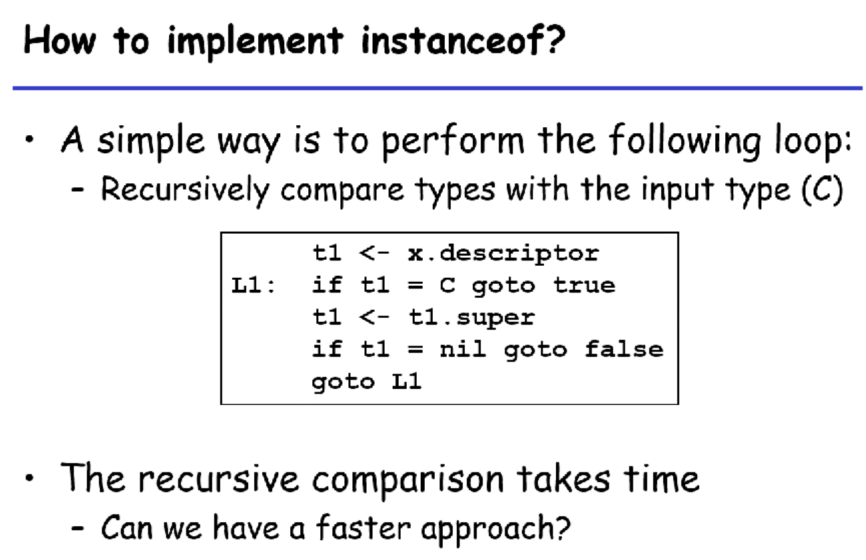 How to implement instanceof?
• A simple way is to perform the following loop:
- Recursively compare types with the input type (C)
t1 <- x.descriptor
L1: if t1 = C goto true
t1 <- t1.super
if t1 = nil goto false
goto L1
• The recursive comparison takes time
- Can we have a faster approach?